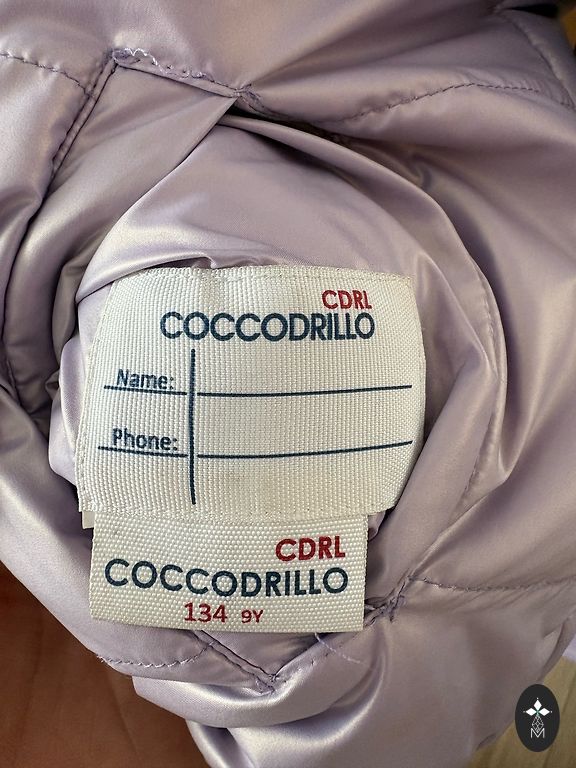 CDRL
COCCODRILLO
Name:
Phone:
CDRL
COCCODRILLO
134 9Y
M